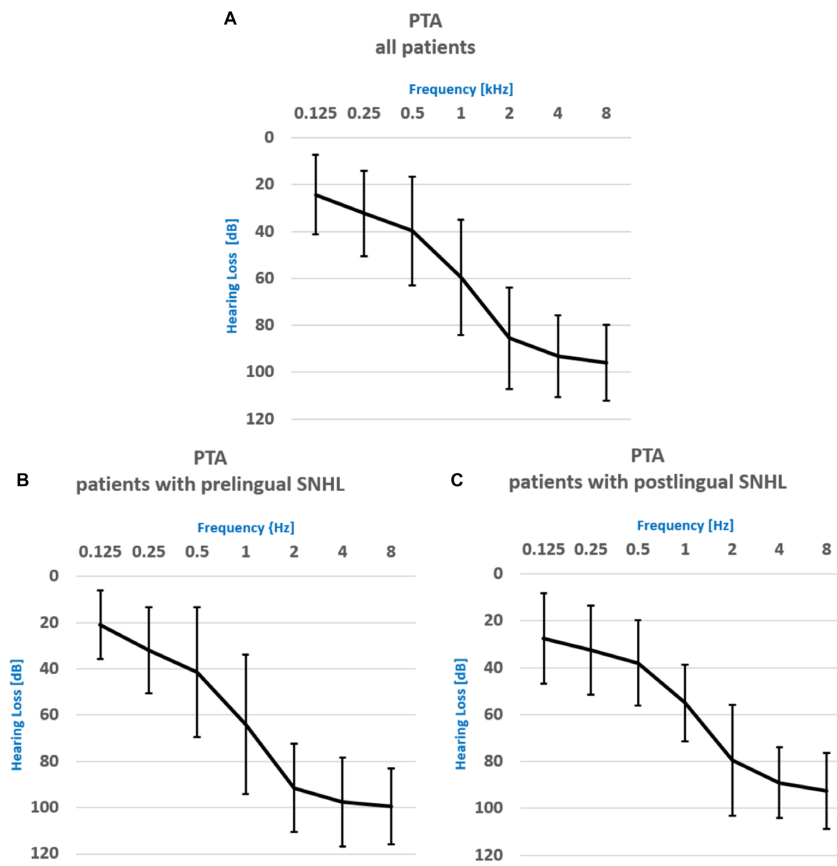 A
PTA
all patients
Frequency [kHz]
0.125 0.25 0.5 1 2 4 8
0
20
40
60
80
100
120
Hearing Loss [dB]
B
PTA
patients with prelingual SNHL
Frequency {Hz]
0.125 0.25 0.5 1 2 4 8
0
20
40
60
80
100
120
Hearing Loss [dB]
C
PTA
patients with postlingual SNHL
Frequency [Hz]
0.125 0.25 0.5 1 2 4 8
0
20
40
60
80
100
120
Hearing Loss [dB]